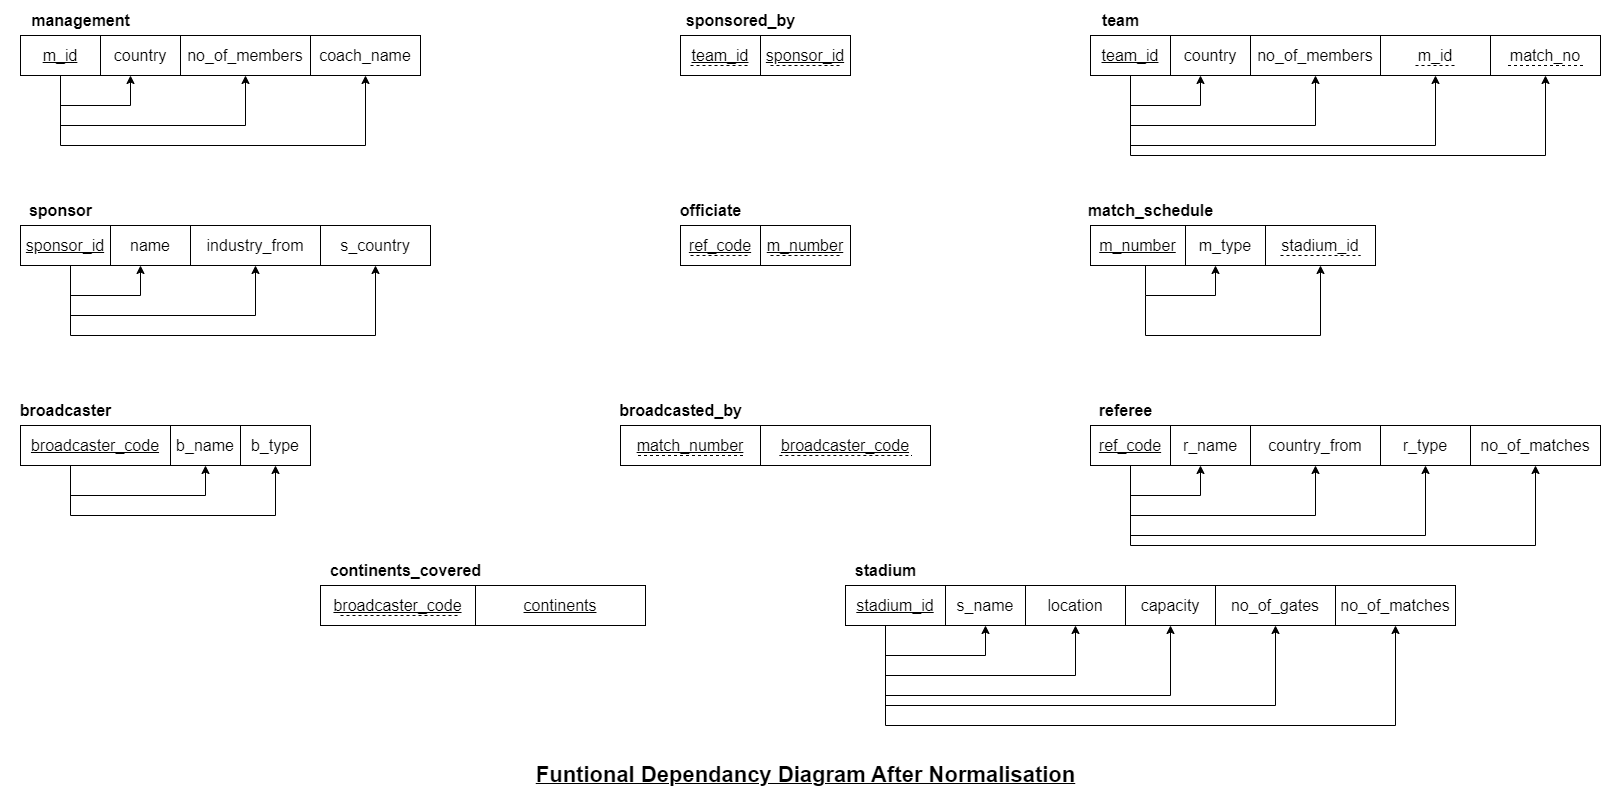 management sponsored_by team
m_id country no_of_members coach_name team_id sponsor_id team_id country no_of_members m_id match_no
sponsor officiate match_schedule
sponsor_id name industry_from s_country ref_code m_number m_number m_type stadium_id
broadcaster broadcasted_by referee
broadcaster_code b_name b_type match_number broadcaster_code ref_code r_name country_from r_type no_of_matches
continents_covered stadium
broadcaster_code continents stadium_id s_name location capacity no_of_gates no_of_matches
Funtional Dependancy Diagram After Normalisation